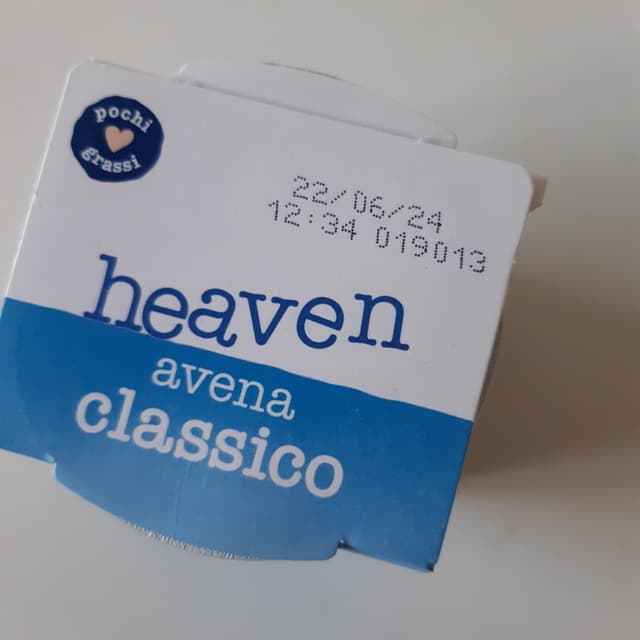 pochi
grassi
22/06/24
12:34 019013
heaven
avena
classico